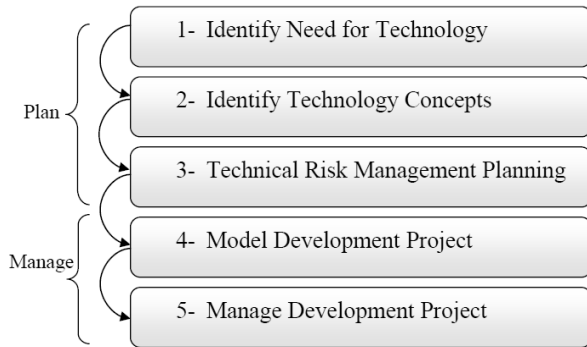 1- Identify Need for Technology
2- Identify Technology Concepts
Plan
3- Technical Risk Management Planning
4- Model Development Project
Manage
5- Manage Development Project